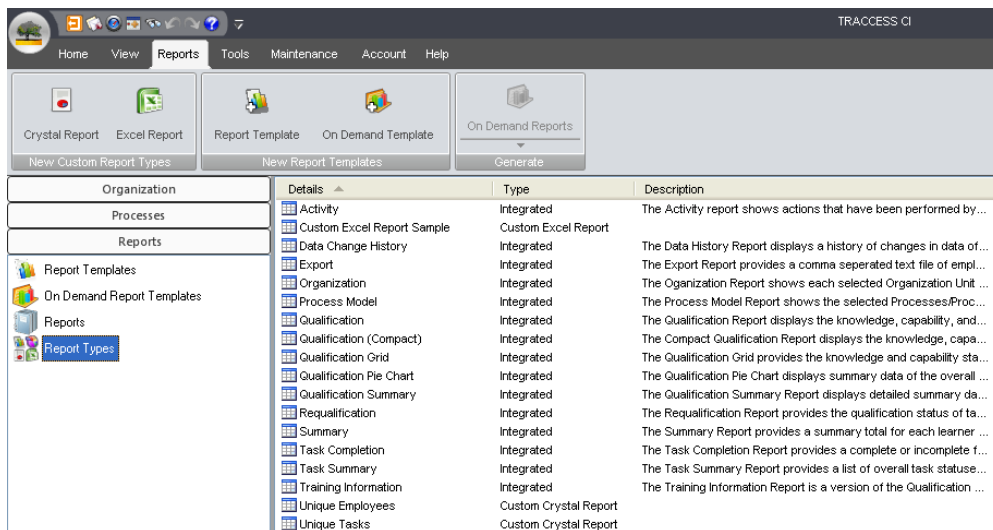 TRACCESS CI
Home View Reports Tools Maintenance Account Help
Crystal Report Excel Report Report Template On Demand Template On Demand Reports
New Custom Report Types New Report Templates Generate
Organization
Processes
Reports
Report Templates
On Demand Report Templates
Reports
Report Types
Details Type Description
Activity Integrated The Activity report shows actions that have been performed by...
Custom Excel Report Sample Custom Excel Report
Data Change History Integrated The Data History Report displays a history of changes in data of...
Export Integrated The Export Report provides a comma seperated text file of empl...
Organization Integrated The Oganization Report shows each selected Organization Unit ...
Process Model Integrated The Process Model Report shows the selected Processes/Proc...
Qualification Integrated The Qualification Report displays the knowledge, capability, and...
Qualification (Compact) Integrated The Compact Qualification Report displays the knowledge, capa...
Qualification Grid Integrated The Qualification Grid provides the knowledge and capability sta...
Qualification Pie Chart Integrated The Qualification Pie Chart displays summary data of the overall ...
Qualification Summary Integrated The Qualification Summary Report displays detailed summary da...
Requalification Integrated The Requalification Report provides the qualification status of ta...
Summary Integrated The Summary Report provides a summary total for each learner ...
Task Completion Integrated The Task Completion Report provides a complete or incomplete f...
Task Summary Integrated The Task Summary Report provides a list of overall task statuse...
Training Information Integrated The Training Information Report is a version of the Qualification ...
Unique Employees Custom Crystal Report
Unique Tasks Custom Crystal Report